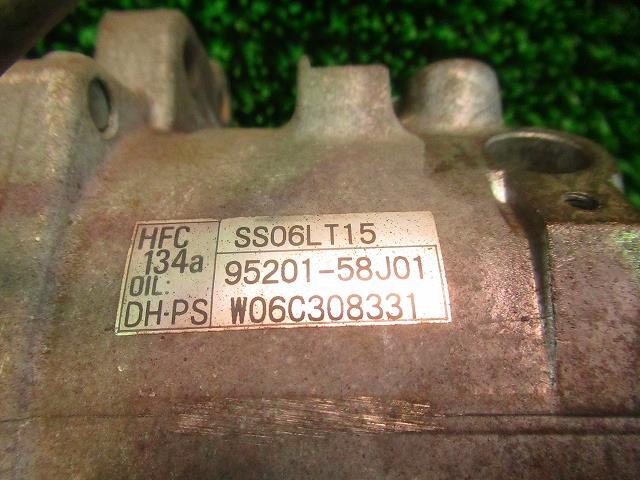 HFC
134a
OIL:
DH-PS
SS06LT15
95201-58J01
W06C308331